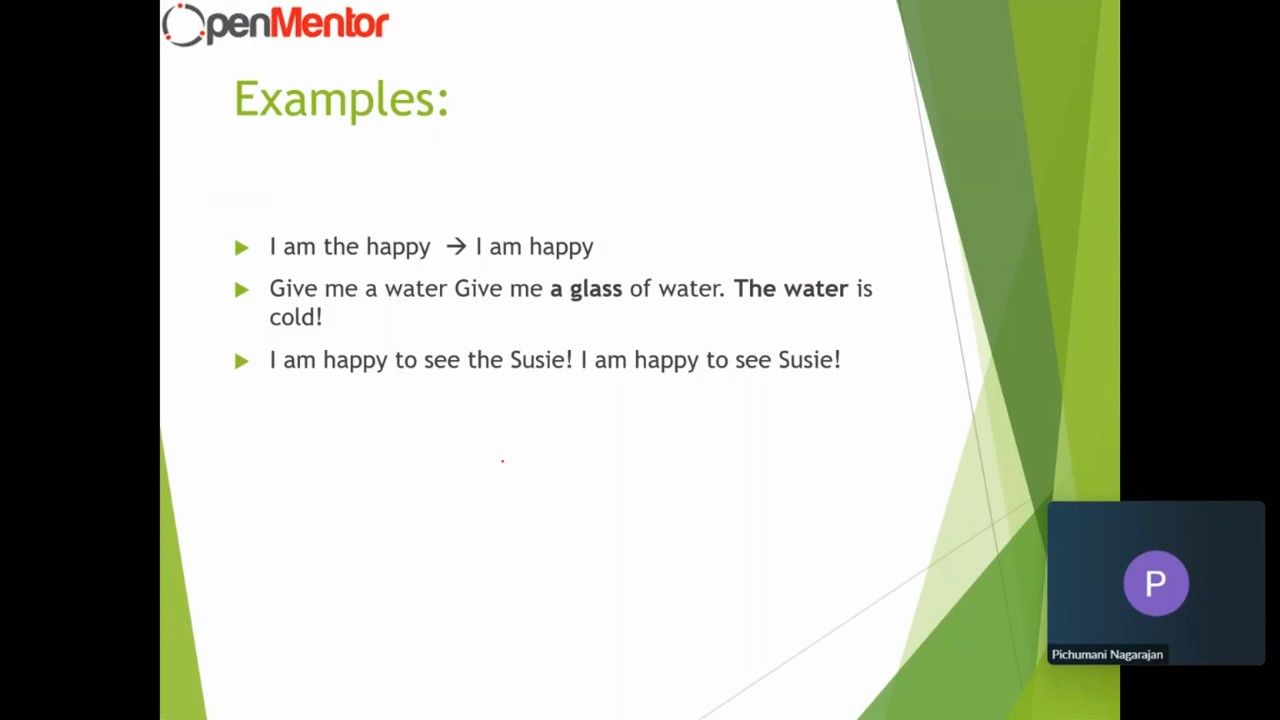 OpenMentor
Examples:
I am the happy → I am happy
Give me a water Give me a glass of water. The water is
cold!
I am happy to see the Susie! I am happy to see Susie!
P
Pichumani Nagarajan